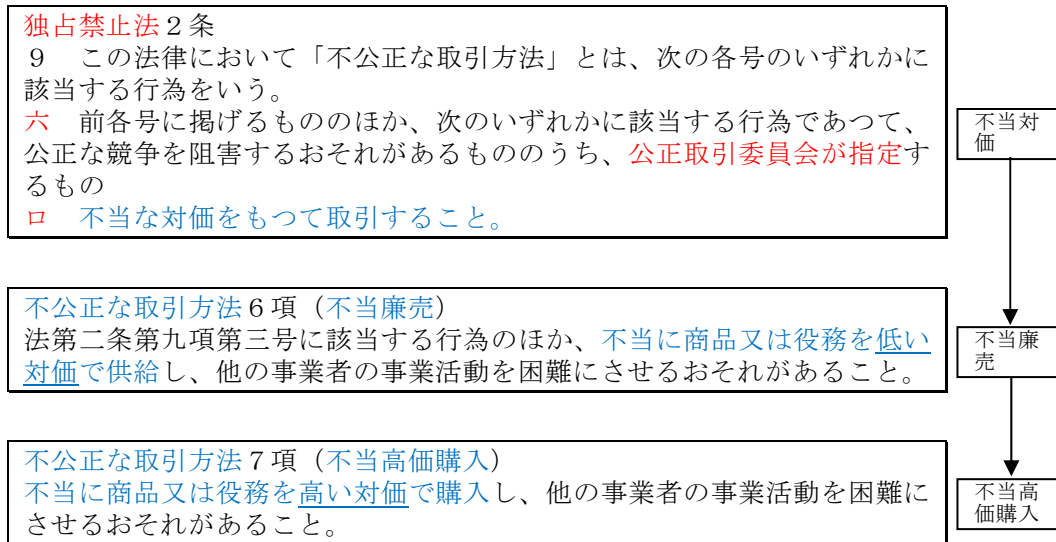 独占禁止法２条
９　この法律において「不公正な取引方法」とは、次の各号のいずれかに
該当する行為をいう。
六　前各号に掲げるもののほか、次のいずれかに該当する行為であつて、
公正な競争を阻害するおそれがあるもののうち、公正取引委員会が指定す
るもの
ロ　不当な対価をもつて取引すること。
不当対
価
不公正な取引方法６項（不当廉売）
法第二条第九項第三号に該当する行為のほか、不当に商品又は役務を低い
対価で供給し、他の事業者の事業活動を困難にさせるおそれがあること。
不当廉
売
不公正な取引方法７項（不当高価購入）
不当に商品又は役務を高い対価で購入し、他の事業者の事業活動を困難に
させるおそれがあること。
不当高
価購入